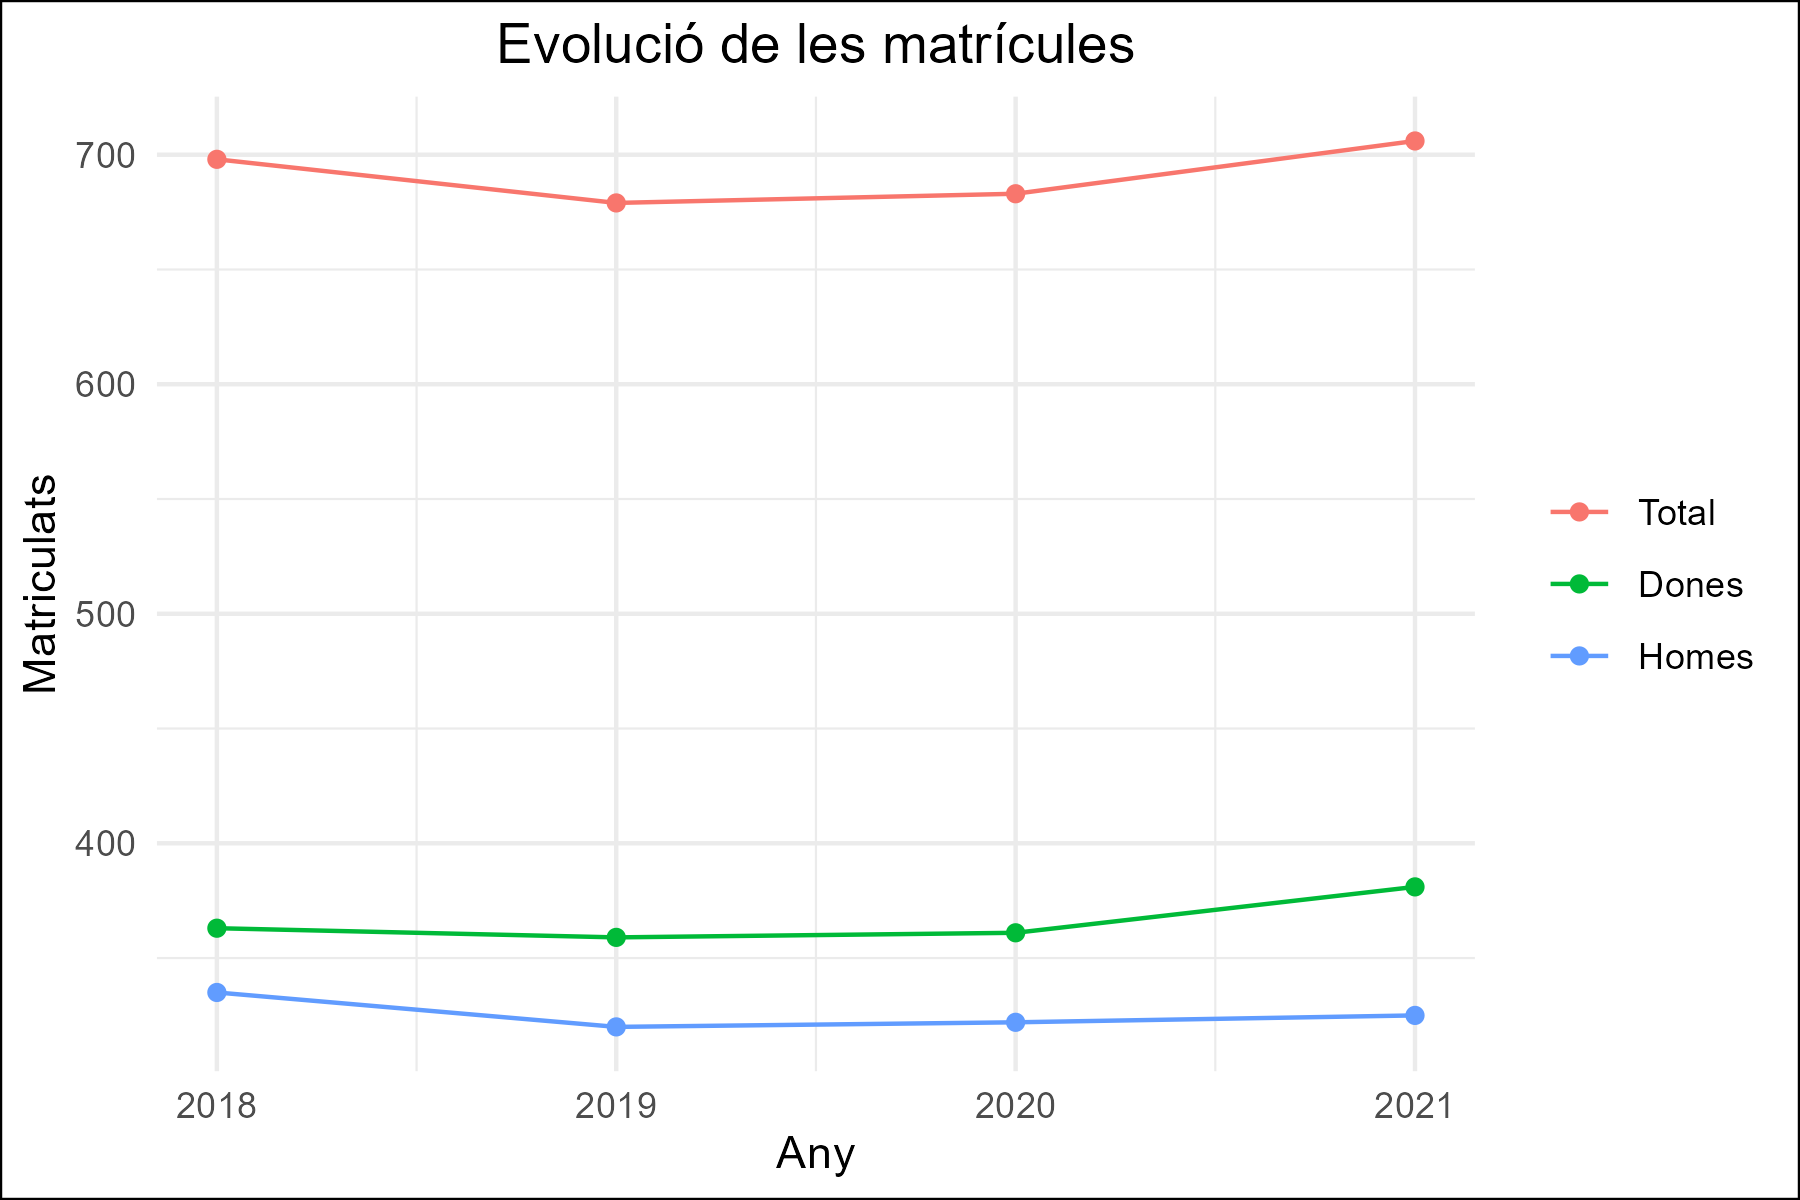 Evolució de les matrícules
Matriculats
700
600
500
400
2018 2019 2020 2021
Any
Total
Dones
Homes